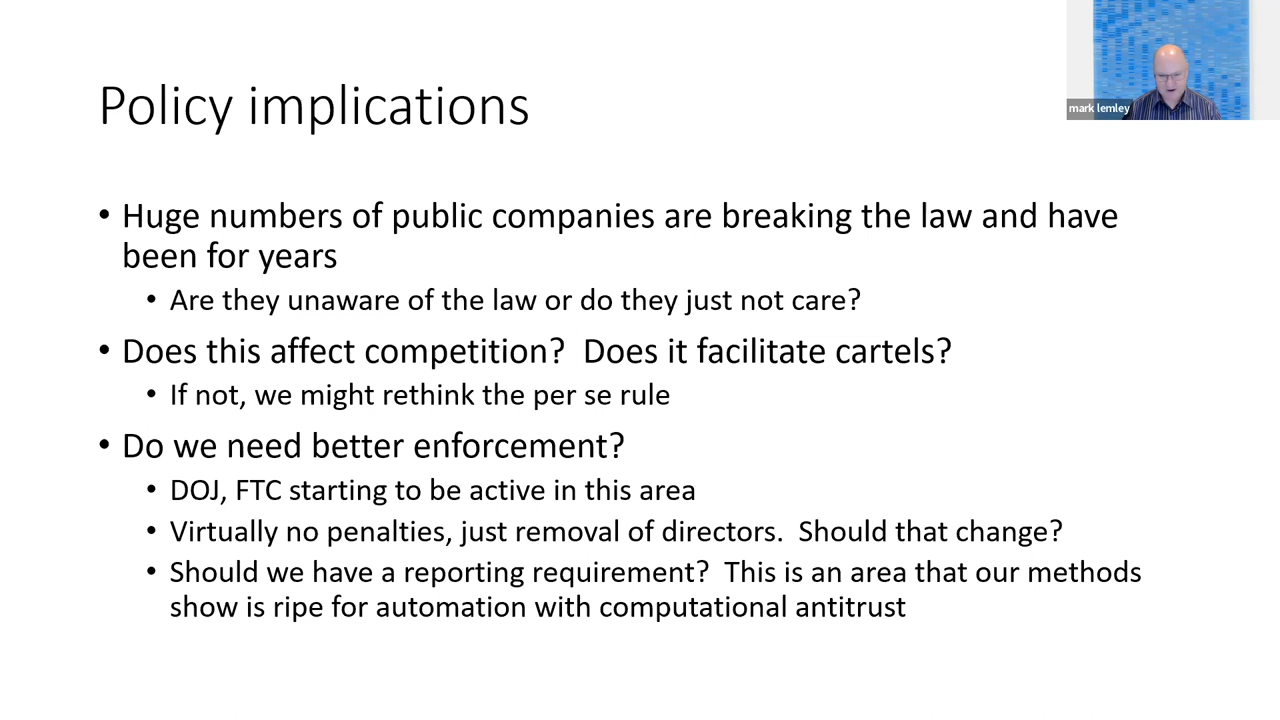 mark lemley
Policy implications
• Huge numbers of public companies are breaking the law and have
been for years
• Are they unaware of the law or do they just not care?
• Does this affect competition?  Does it facilitate cartels?
• If not, we might rethink the per se rule
• Do we need better enforcement?
• DOJ, FTC starting to be active in this area
• Virtually no penalties, just removal of directors.  Should that change?
• Should we have a reporting requirement?  This is an area that our methods
show is ripe for automation with computational antitrust